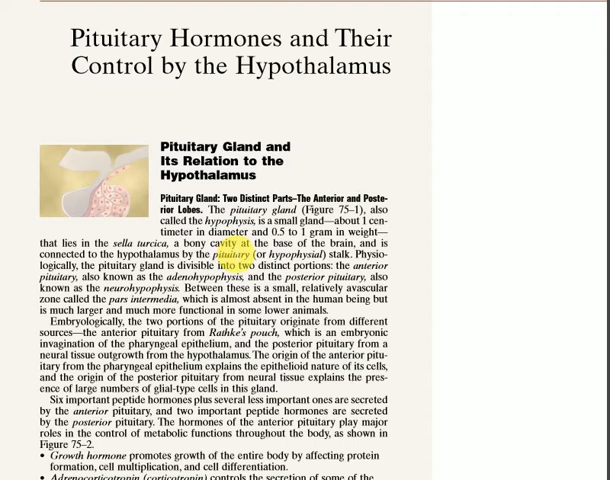 Pituitary Hormones and Their
Control by the Hypothalamus
Pituitary Gland and
Its Relation to the
Hypothalamus
Pituitary Gland: Two Distinct Parts–The Anterior and Poste-
rior Lobes. The pituitary gland (Figure 75–1), also
called the hypophysis, is a small gland—about 1 cen-
timeter in diameter and 0.5 to 1 gram in weight—
that lies in the sella turcica, a bony cavity at the base of the brain, and is
connected to the hypothalamus by the pituitary (or hypophysial) stalk. Physio-
logically, the pituitary gland is divisible into two distinct portions: the anterior
pituitary, also known as the adenohypophysis, and the posterior pituitary, also
known as the neurohypophysis. Between these is a small, relatively avascular
zone called the pars intermedia, which is almost absent in the human being but
is much larger and much more functional in some lower animals.
Embryologically, the two portions of the pituitary originate from different
sources—the anterior pituitary from Rathke's pouch, which is an embryonic
invagination of the pharyngeal epithelium, and the posterior pituitary from a
neural tissue outgrowth from the hypothalamus. The origin of the anterior pitu-
itary from the pharyngeal epithelium explains the epithelioid nature of its cells,
and the origin of the posterior pituitary from neural tissue explains the pres-
ence of large numbers of glial-type cells in this gland.
Six important peptide hormones plus several less important ones are secreted
by the anterior pituitary, and two important peptide hormones are secreted
by the posterior pituitary. The hormones of the anterior pituitary play major
roles in the control of metabolic functions throughout the body, as shown in
Figure 75–2.
• Growth hormone promotes growth of the entire body by affecting protein
formation, cell multiplication, and cell differentiation.
• Adrenocorticotropin (corticotropin) controls the secretion of some of the